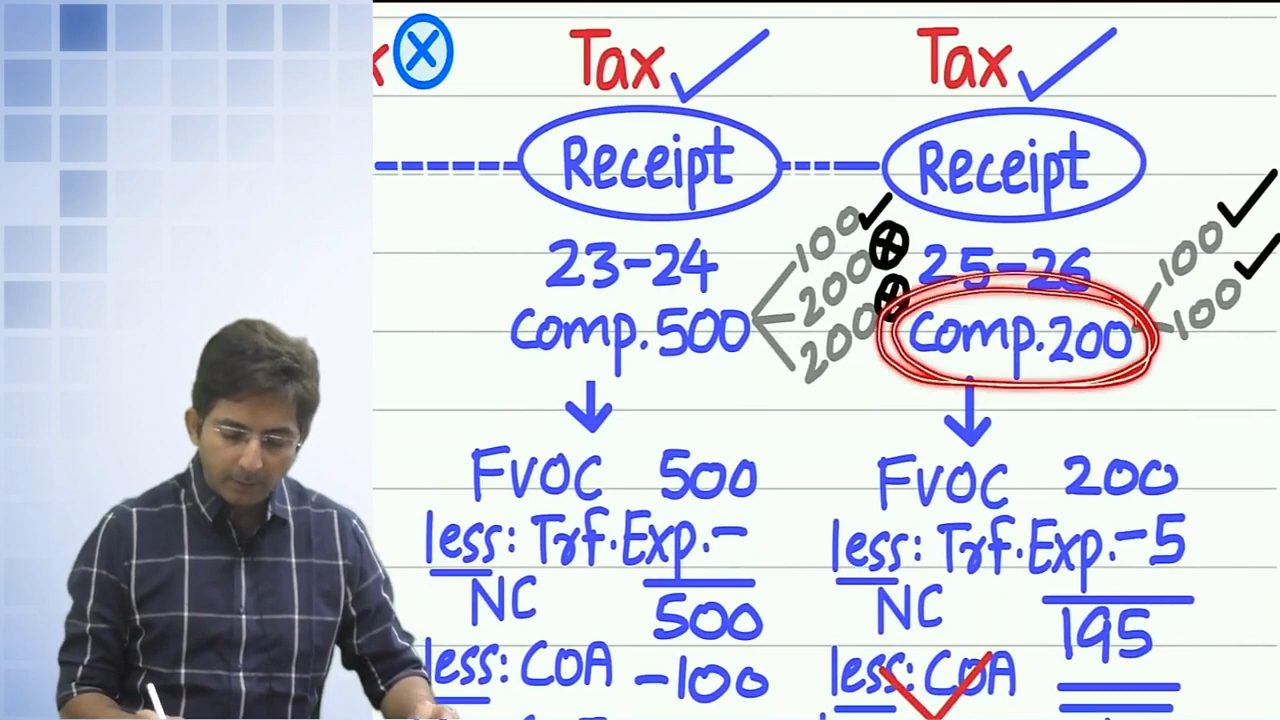 x Tax Tax
Receipt Receipt
23-24 25-26
100
200
200
100
100
Comp. 500 Comp. 200
FVOC 500 FVOC 200
less: Trf. Exp. - less: Trf. Exp. -5
NC 500 NC 195
less: COA -100 less: COA